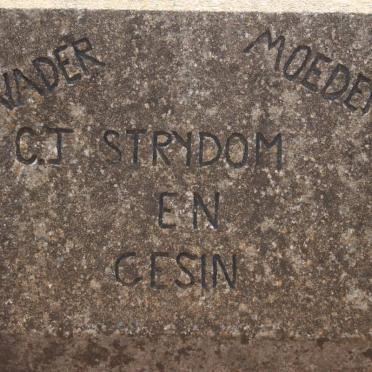 VADER MOEDER
C.J STRYDOM
EN
GESIN